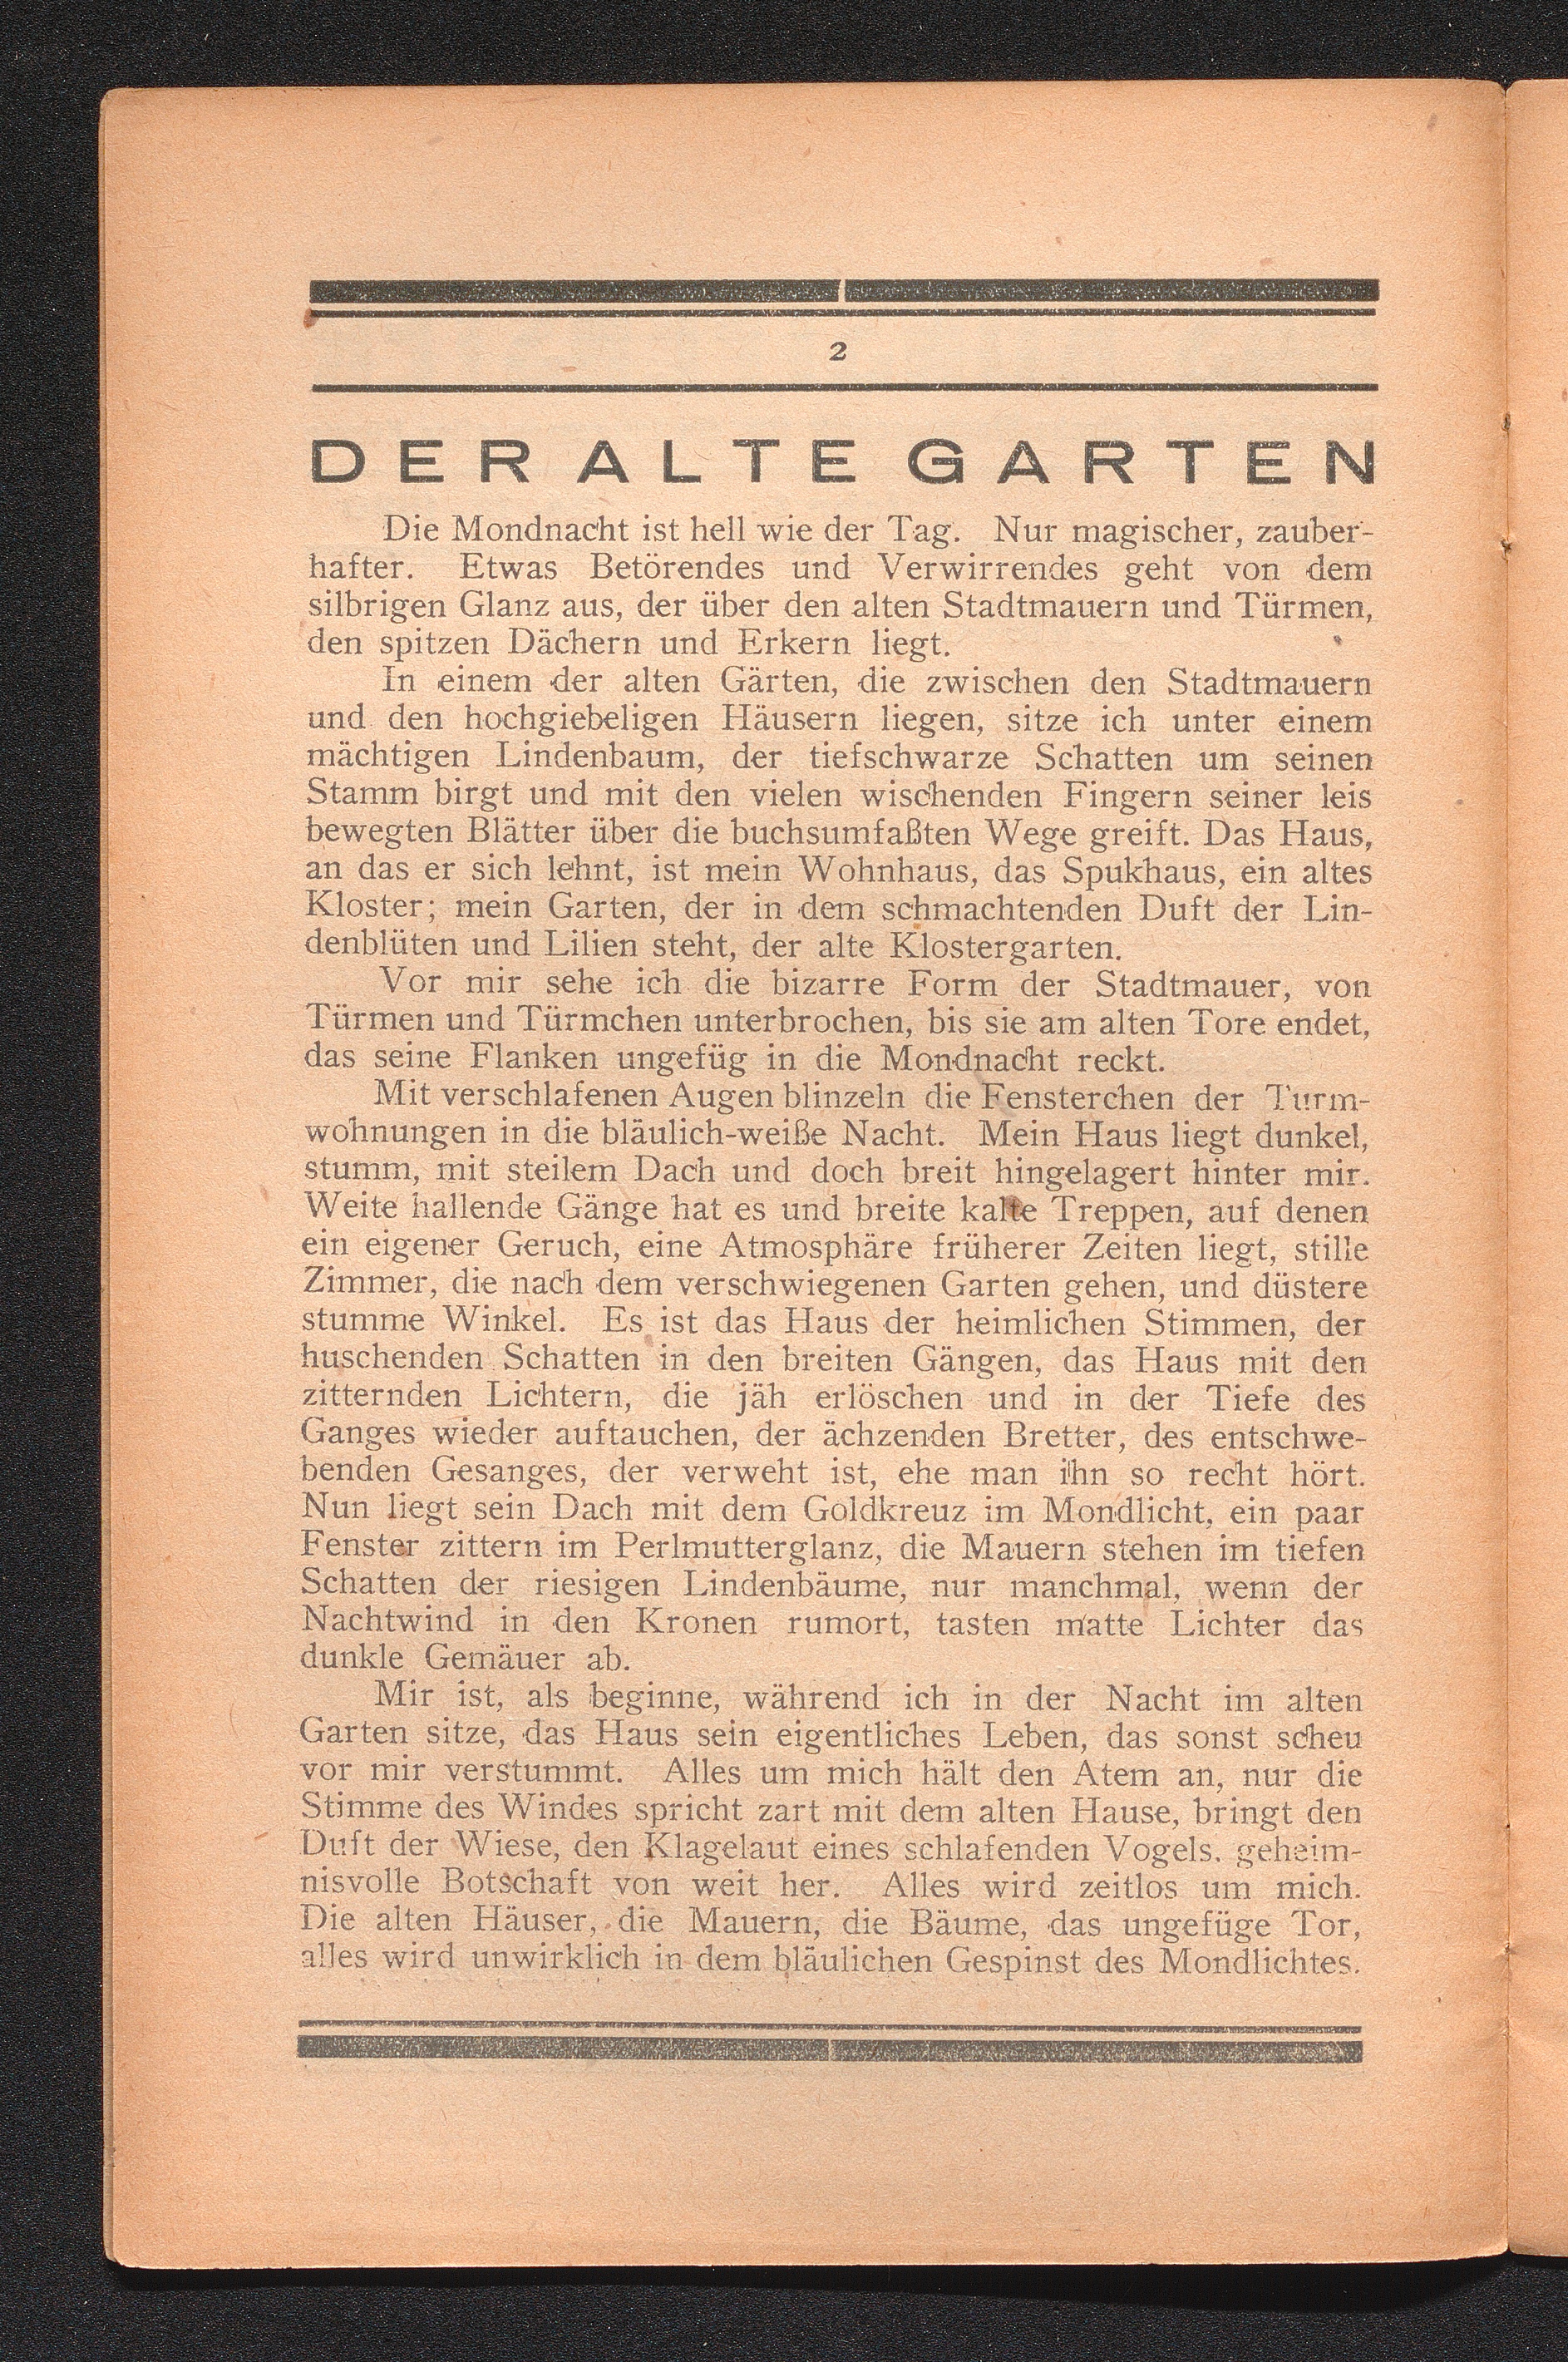 2
DER ALTE GARTEN
Die Mondnacht ist hell wie der Tag. Nur magischer, zauber-
hafter. Etwas Betörendes und Verwirrendes geht von dem
silbrigen Glanz aus, der über den alten Stadtmauern und Türmen,
den spitzen Dächern und Erkern liegt.
In einem der alten Gärten, die zwischen den Stadtmauern
und den hochgiebeligen Häusern liegen, sitze ich unter einem
mächtigen Lindenbaum, der tiefschwarze Schatten um seinen
Stamm birgt und mit den vielen wischenden Fingern seiner leis
bewegten Blätter über die buchsumfaßten Wege greift. Das Haus,
an das er sich lehnt, ist mein Wohnhaus, das Spukhaus, ein altes
Kloster; mein Garten, der in dem schmachtenden Duft der Lin-
denblüten und Lilien steht, der alte Klostergarten.
Vor mir sehe ich die bizarre Form der Stadtmauer, von
Türmen und Türmchen unterbrochen, bis sie am alten Tore endet,
das seine Flanken ungefüg in die Mondnacht reckt.
Mit verschlafenen Augen blinzeln die Fensterchen der Turm-
wohnungen in die bläulich-weiße Nacht. Mein Haus liegt dunkel,
stumm, mit steilem Dach und doch breit hingelagert hinter mir.
Weite hallende Gänge hat es und breite kalte Treppen, auf denen
ein eigener Geruch, eine Atmosphäre früherer Zeiten liegt, stille
Zimmer, die nach dem verschwiegenen Garten gehen, und düstere
stumme Winkel. Es ist das Haus der heimlichen Stimmen, der
huschenden Schatten in den breiten Gängen, das Haus mit den
zitternden Lichtern, die jäh erlöschen und in der Tiefe des
Ganges wieder auftauchen, der ächzenden Bretter, des entschwe-
benden Gesanges, der verweht ist, ehe man ihn so recht hört.
Nun liegt sein Dach mit dem Goldkreuz im Mondlicht, ein paar
Fenster zittern im Perlmutterglanz, die Mauern stehen im tiefen
Schatten der riesigen Lindenbäume, nur manchmal, wenn der
Nachtwind in den Kronen rumort, tasten matte Lichter das
dunkle Gemäuer ab.
Mir ist, als beginne, während ich in der Nacht im alten
Garten sitze, das Haus sein eigentliches Leben, das sonst scheu
vor mir verstummt. Alles um mich hält den Atem an, nur die
Stimme des Windes spricht zart mit dem alten Hause, bringt den
Duft der Wiese, den Klagelaut eines schlafenden Vogels, geheim-
nisvolle Botschaft von weit her. Alles wird zeitlos um mich.
Die alten Häuser, die Mauern, die Bäume, das ungefüge Tor,
alles wird unwirklich in dem bläulichen Gespinst des Mondlichtes.